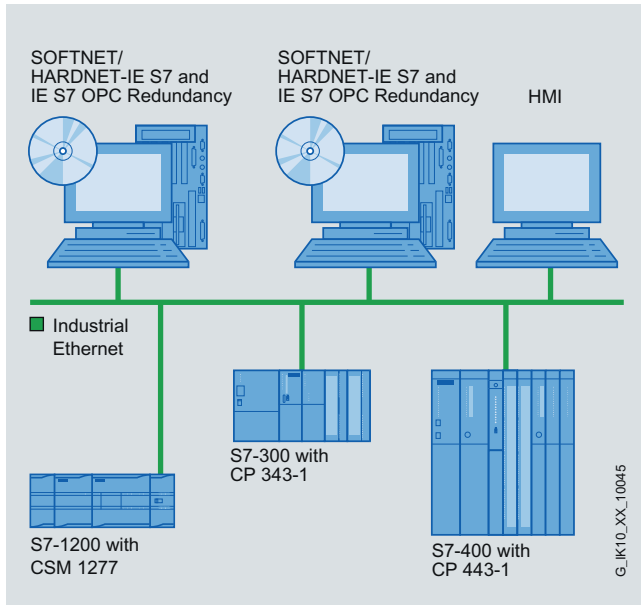 SOFTNET/
HARDNET-IE S7 and
IE S7 OPC Redundancy
SOFTNET/
HARDNET-IE S7 and
IE S7 OPC Redundancy
HMI
Industrial
Ethernet
S7-300 with
CP 343-1
S7-1200 with
CSM 1277
S7-400 with
CP 443-1
G_IK10_XX_10045